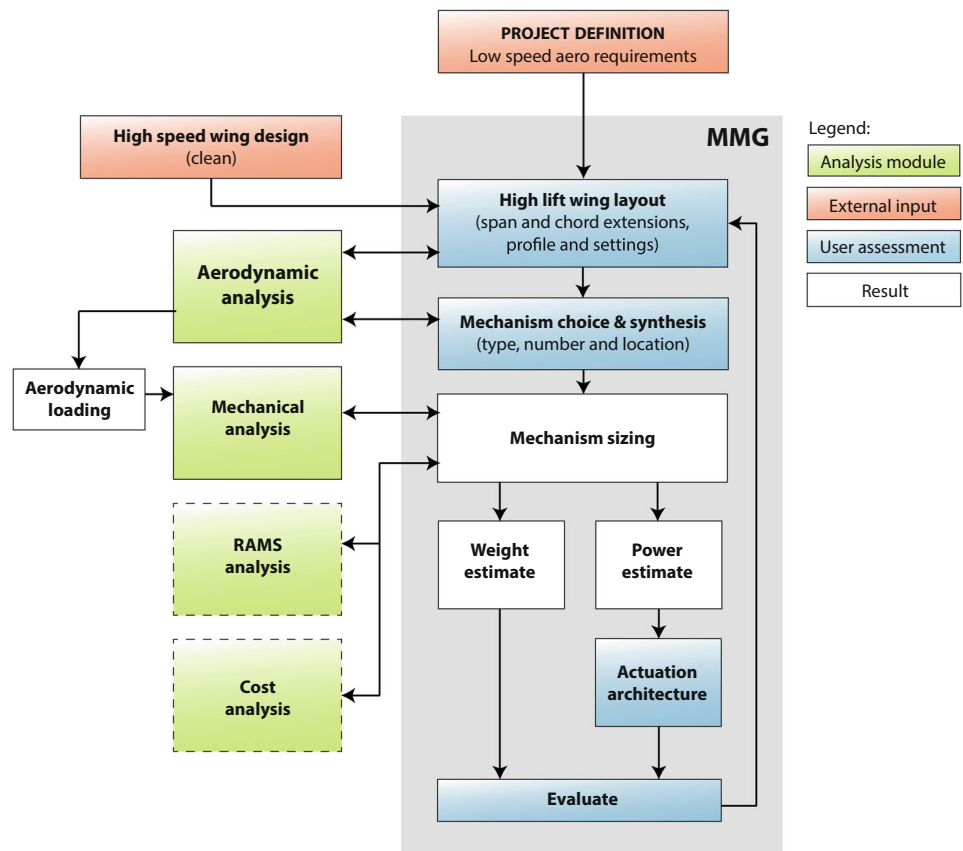 PROJECT DEFINITION
Low speed aero requirements
High speed wing design
(clean)
MMG
Legend:
Analysis module
External input
User assessment
Result
High lift wing layout
(span and chord extensions,
profile and settings)
Aerodynamic
analysis
Mechanism choice & synthesis
(type, number and location)
Aerodynamic
loading
Mechanical
analysis
Mechanism sizing
RAMS
analysis
Weight
estimate
Power
estimate
Cost
analysis
Actuation
architecture
Evaluate